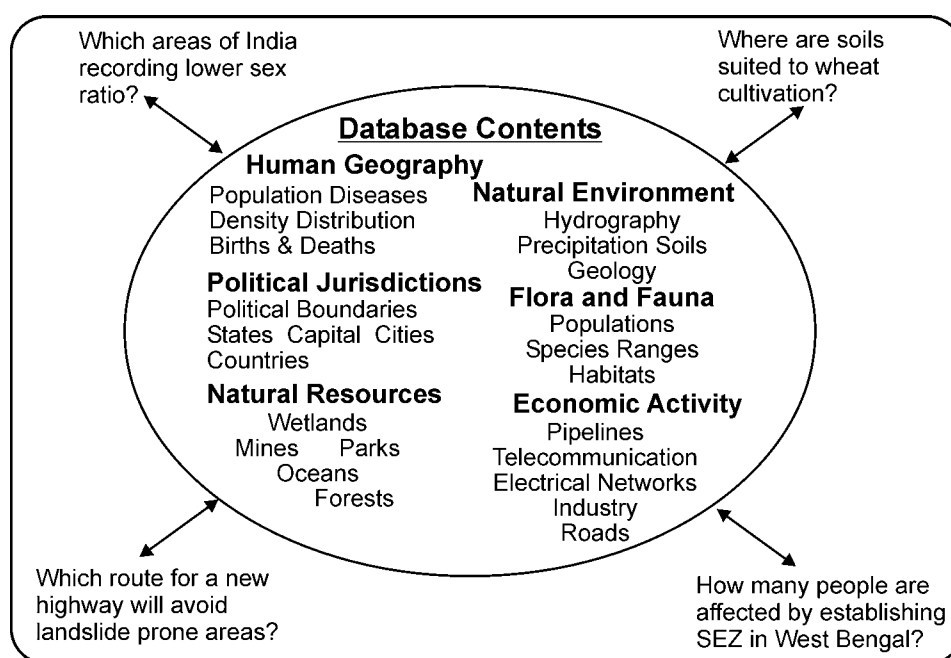 Which areas of India
recording lower sex
ratio?
Where are soils
suited to wheat
cultivation?
Database Contents
Human Geography
Population Diseases
Density Distribution
Births & Deaths
Political Jurisdictions
Political Boundaries
States Capital Cities
Countries
Natural Resources
Wetlands
Mines Parks
Oceans
Forests
Natural Environment
Hydrography
Precipitation Soils
Geology
Flora and Fauna
Populations
Species Ranges
Habitats
Economic Activity
Pipelines
Telecommunication
Electrical Networks
Industry
Roads
Which route for a new
highway will avoid
landslide prone areas?
How many people are
affected by establishing
SEZ in West Bengal?